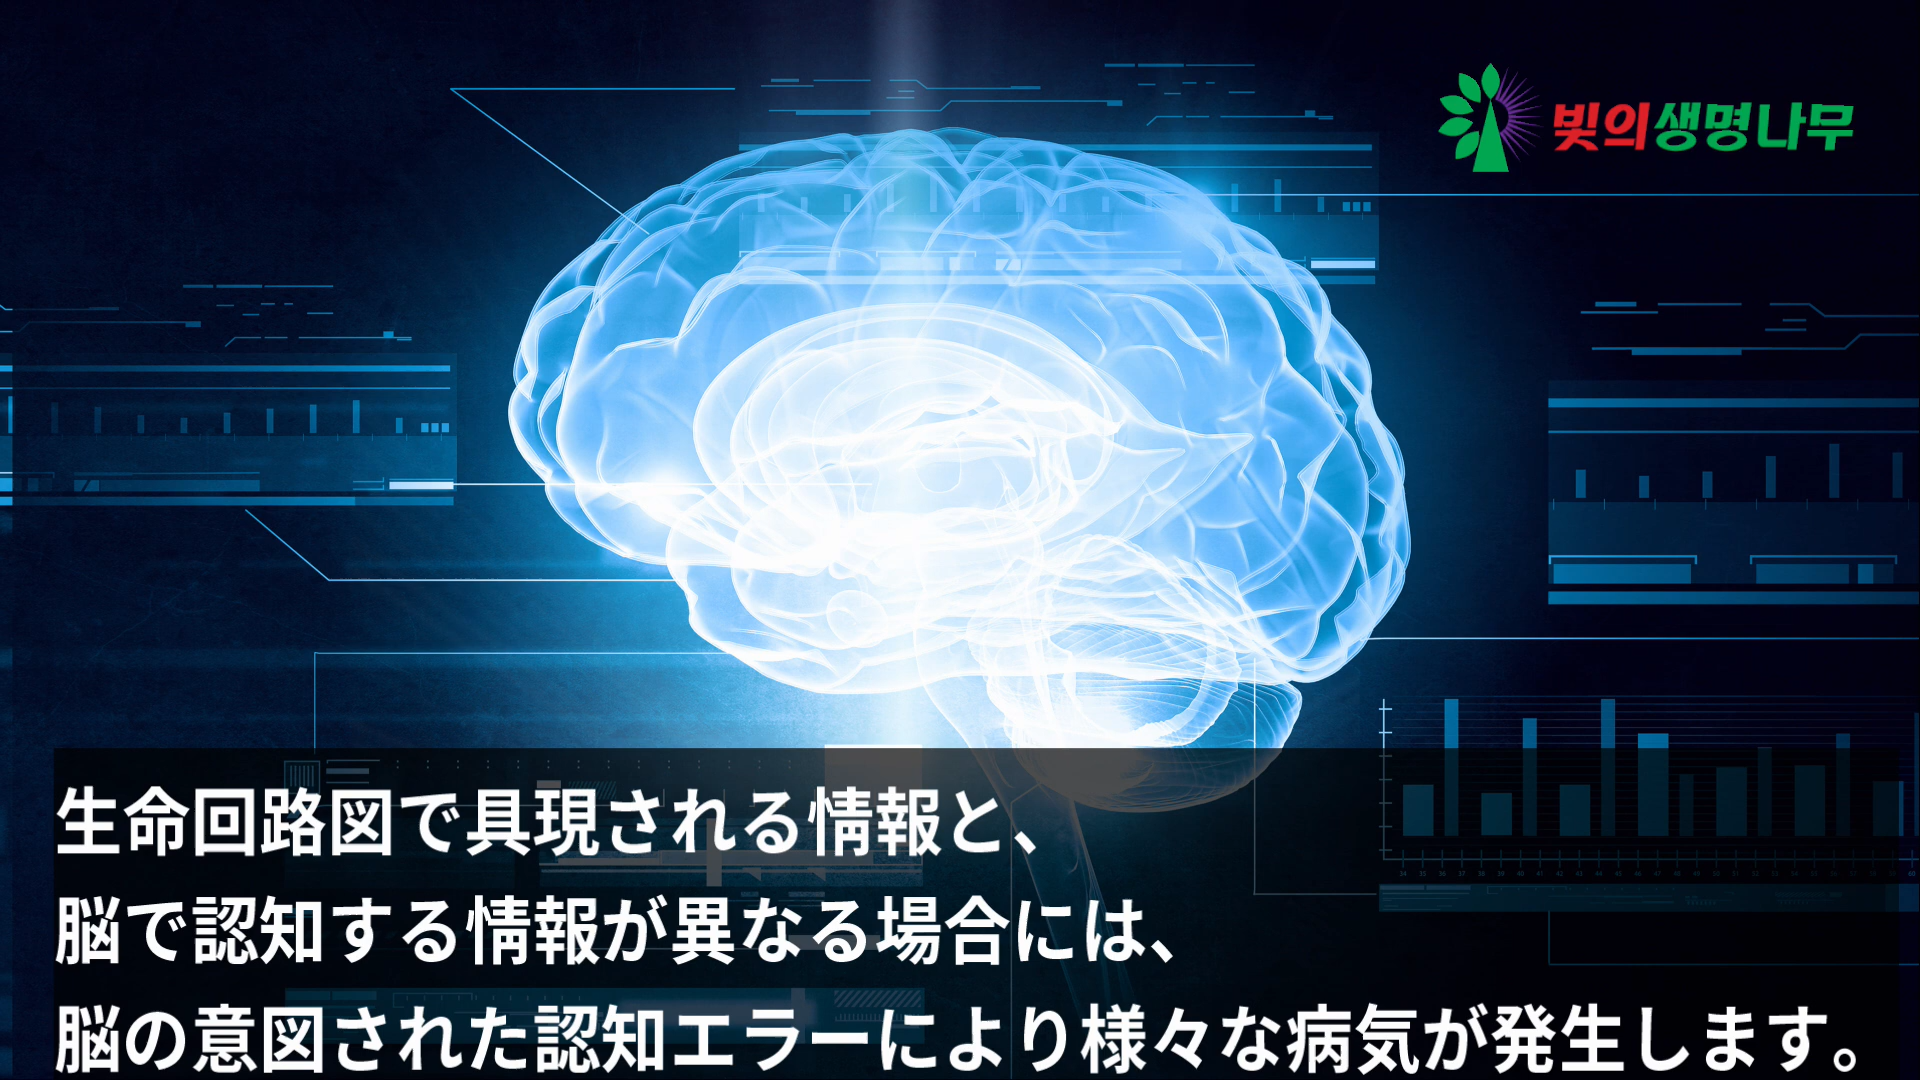 빛의생명나무
生命回路図で具現される情報と、
脳で認知する情報が異なる場合には、
脳の意図された認知エラーにより様々な病気が発生します。